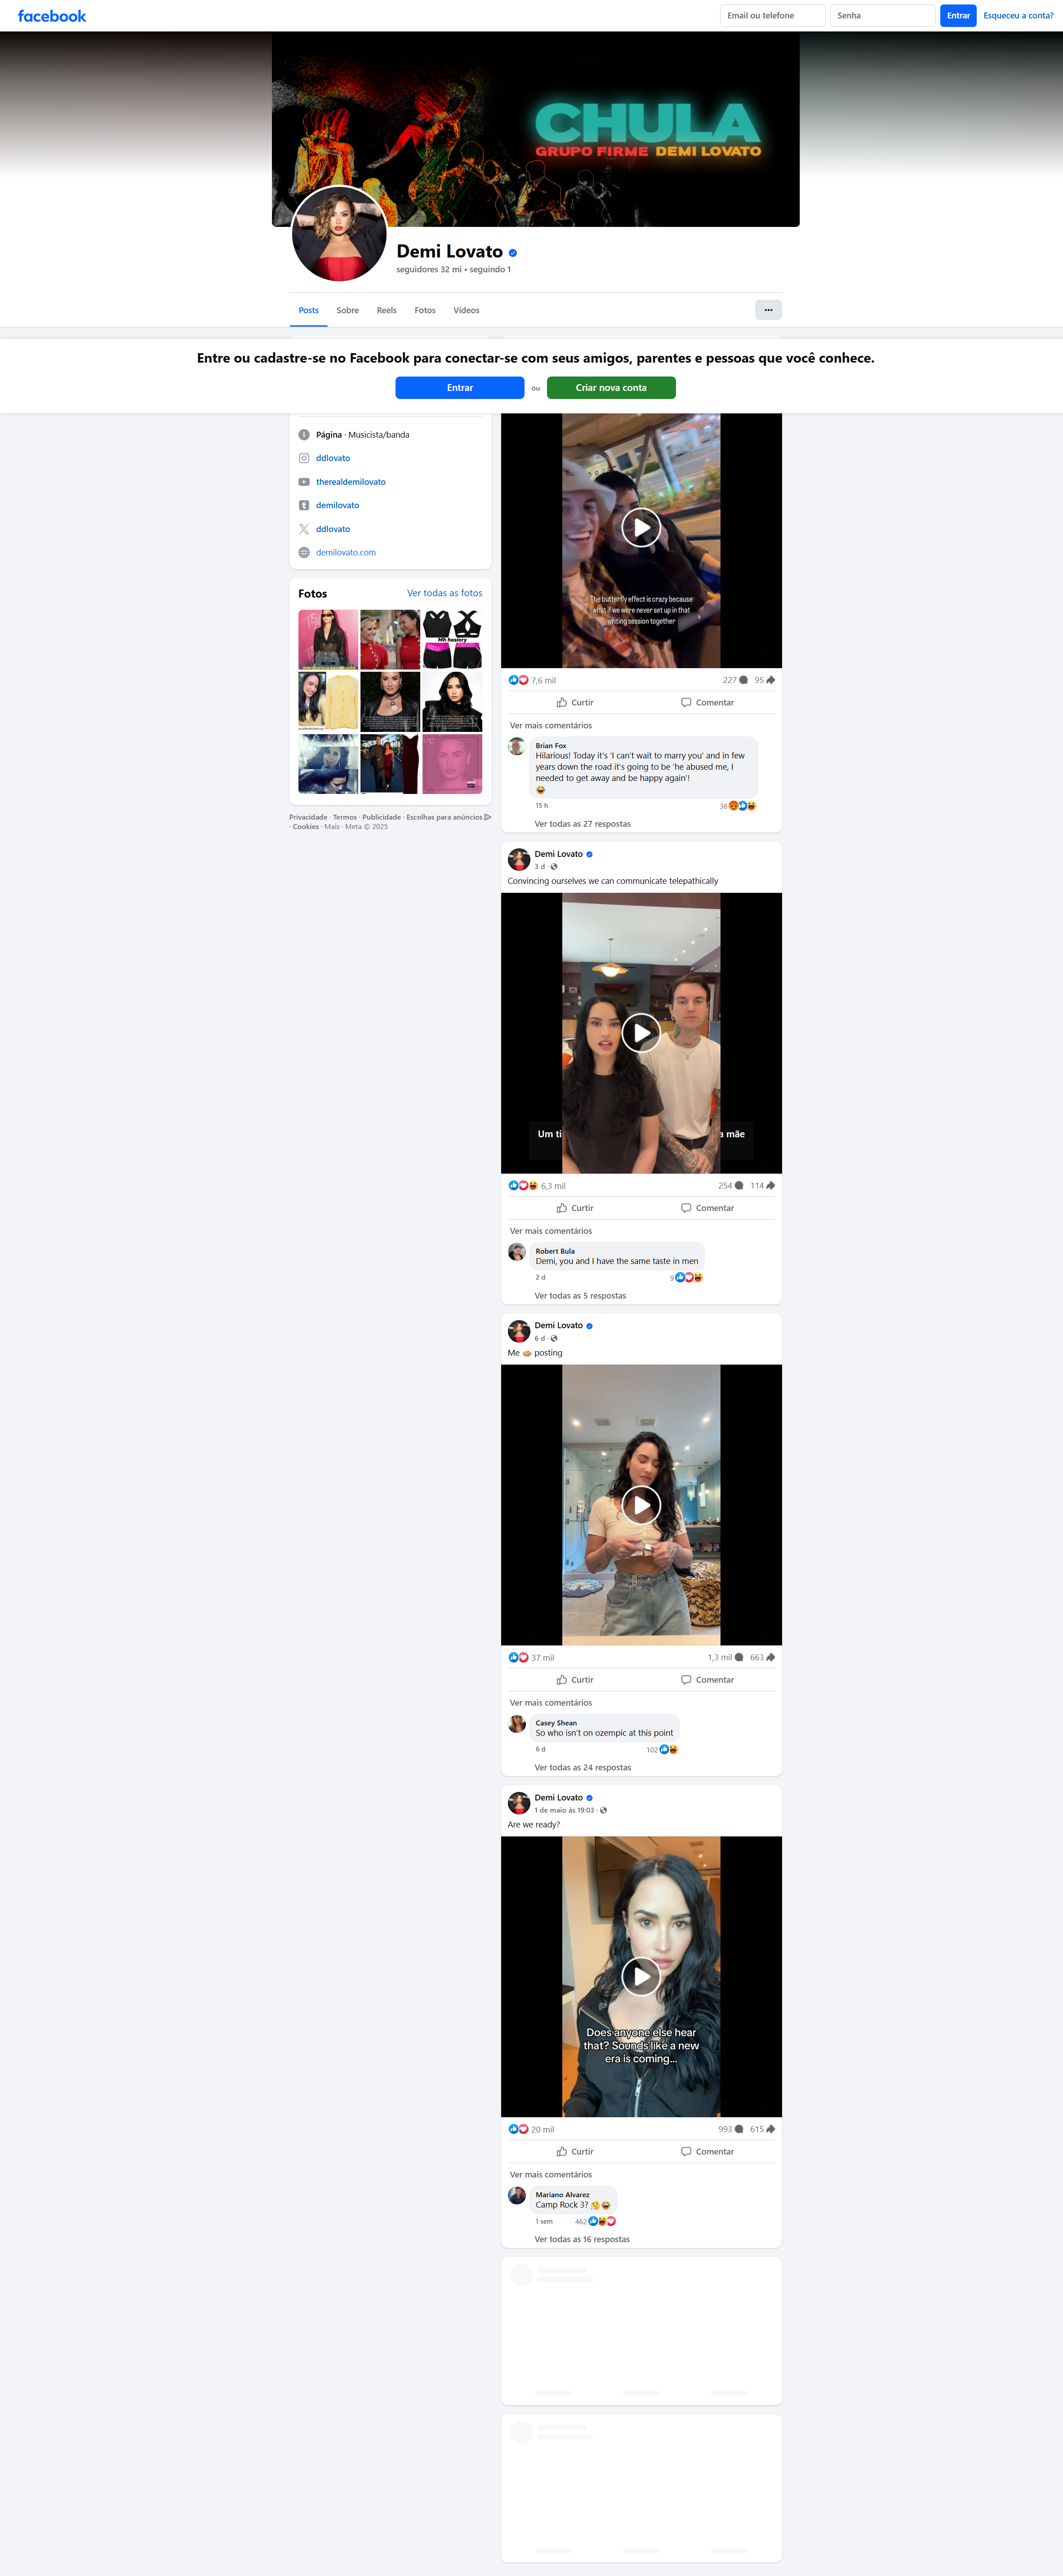 facebook
Email ou telefone
Senha
Entrar
Esqueceu a conta?
CHULA
GRUPO FIRME DEMI LOVATO
Demi Lovato
seguidores 32 mi • seguindo 1
Posts
Sobre
Reels
Fotos
Vídeos
Entre ou cadastre-se no Facebook para conectar-se com seus amigos, parentes e pessoas que você conhece.
Entrar
ou
Criar nova conta
Página · Musicista/banda
ddlovato
therealdemilovato
demilovato
ddlovato
demilovato.com
Fotos
Ver todas as fotos
Mh hosiery
Privacidade · Termos · Publicidade · Escolhas para anúncios
· Cookies · Mais · Meta © 2025
The butterfly effect is crazy because
what if we were never set up in that
writing session together
7,6 mil
227
95
Curtir
Comentar
Ver mais comentários
Brian Fox
Hilarious! Today it's 'I can't wait to marry you' and in few
years down the road it's going to be 'he abused me, I
needed to get away and be happy again'!
😂
15 h
36
Ver todas as 27 respostas
Demi Lovato
3 d ·
Convincing ourselves we can communicate telepathically
Um ti
a mãe
6,3 mil
254
114
Curtir
Comentar
Ver mais comentários
Robert Bula
Demi, you and I have the same taste in men
2 d
9
Ver todas as 5 respostas
Demi Lovato
6 d ·
Me 🥧 posting
37 mil
1,3 mil
663
Curtir
Comentar
Ver mais comentários
Casey Shean
So who isn't on ozempic at this point
6 d
102
Ver todas as 24 respostas
Demi Lovato
1 de maio às 19:03 ·
Are we ready?
Does anyone else hear
that? Sounds like a new
era is coming...
20 mil
993
615
Curtir
Comentar
Ver mais comentários
Mariano Alvarez
Camp Rock 3? 🤔😂
1 sem
462
Ver todas as 16 respostas